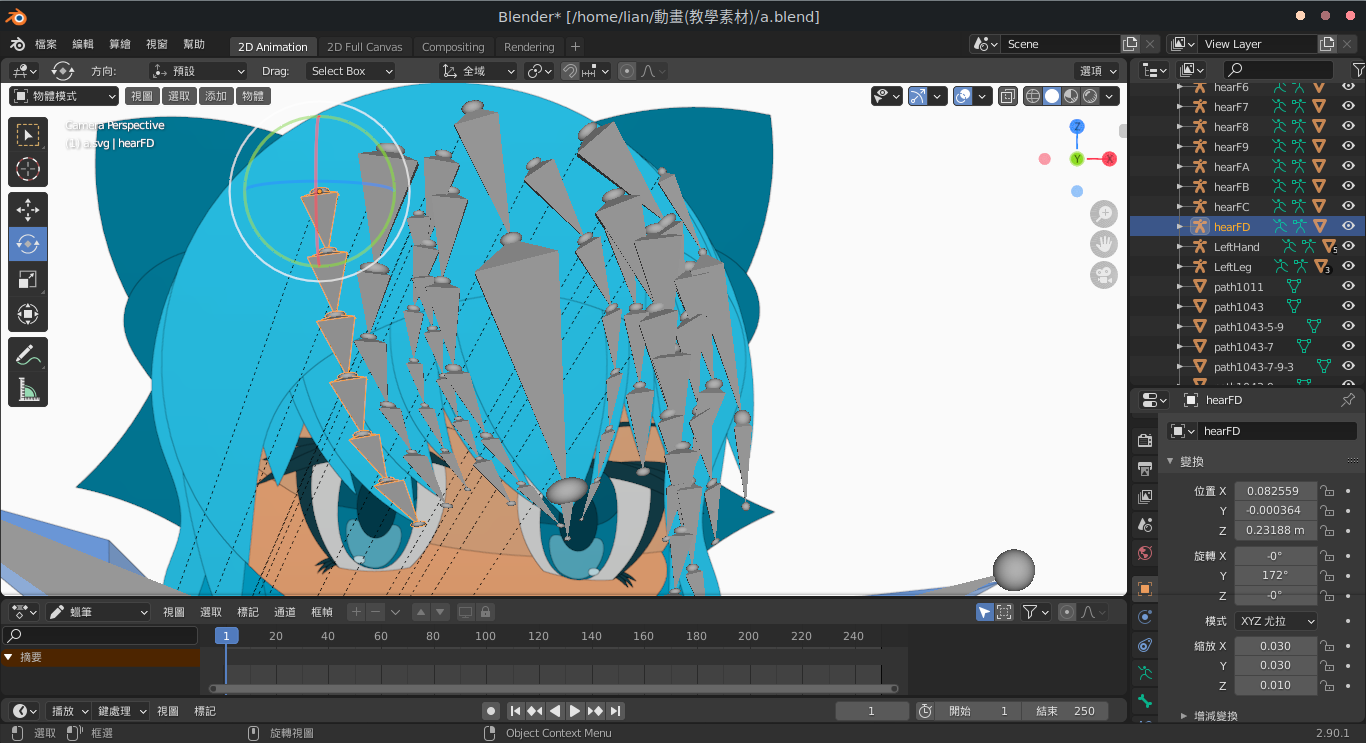 Blender* [/home/lian/動畫(教學素材)/a.blend]
檔案 編輯 算繪 視窗 幫助 2D Animation 2D Full Canvas Compositing Rendering + Scene View Layer
方向: 預設 Drag: Select Box 全域 選項
物體模式 視圖 選取 添加 物體
Camera Perspective
(1) a.svg | hearFD
Z
Y
X
hearF6
hearF7
hearF8
hearF9
hearFA
hearFB
hearFC
hearFD
LeftHand 5
LeftLeg 3
path1011
path1043
path1043-5-9
path1043-7
path1043-7-9-3
hearFD
hearFD
變換
位置 X 0.082559
Y -0.000364
Z 0.23188 m
旋轉 X -0°
Y 172°
Z -0°
模式 XYZ 尤拉
縮放 X 0.030
Y 0.030
Z 0.010
增減變換
蠟筆 視圖 選取 標記 通道 框幀
1 20 40 60 80 100 120 140 160 180 200 220 240
摘要
播放 鍵處理 視圖 標記 1 開始 1 結束 250
選取 框選 旋轉視圖 Object Context Menu 2.90.1